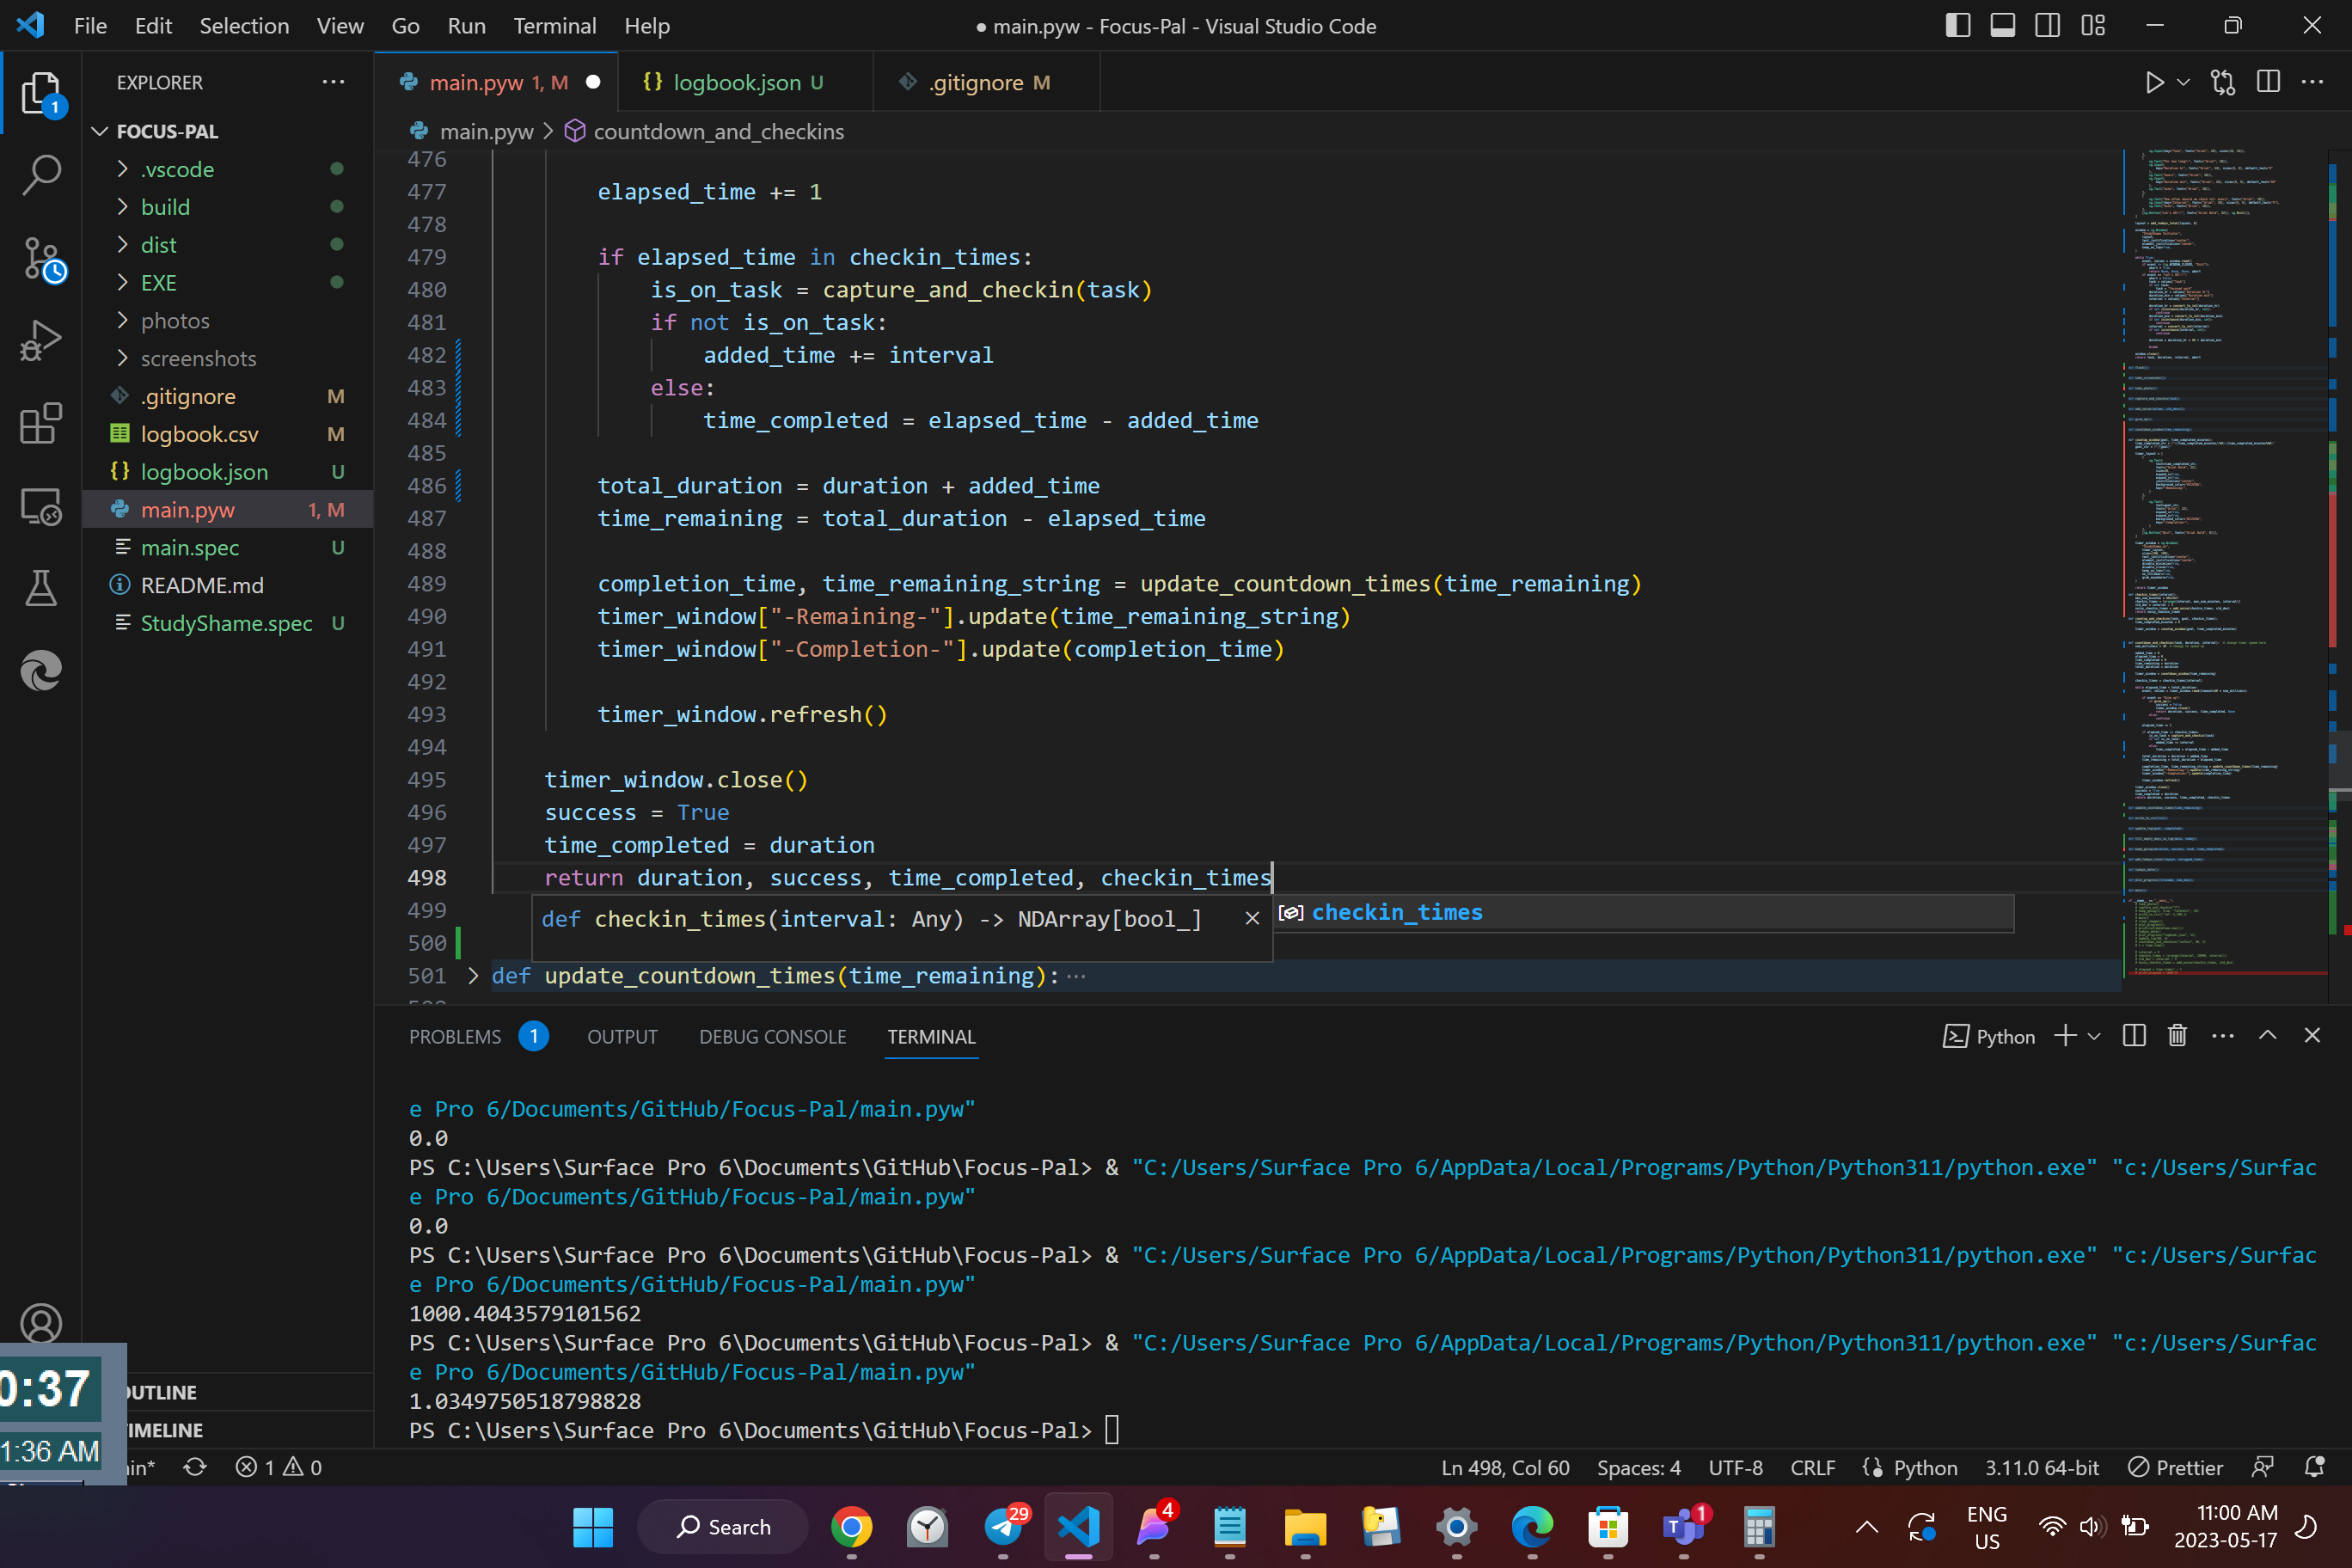 File Edit Selection View Go Run Terminal Help
● main.pyw - Focus-Pal - Visual Studio Code
EXPLORER
main.pyw 1, M
{} logbook.json U
.gitignore M
1
FOCUS-PAL
main.pyw > countdown_and_checkins
.vscode
build
dist
EXE
photos
screenshots
.gitignore M
logbook.csv M
{} logbook.json U
main.pyw 1, M
main.spec U
README.md
StudyShame.spec U
476
477 elapsed_time += 1
478
479 if elapsed_time in checkin_times:
480 is_on_task = capture_and_checkin(task)
481 if not is_on_task:
482 added_time += interval
483 else:
484 time_completed = elapsed_time - added_time
485
486 total_duration = duration + added_time
487 time_remaining = total_duration - elapsed_time
488
489 completion_time, time_remaining_string = update_countdown_times(time_remaining)
490 timer_window["-Remaining-"].update(time_remaining_string)
491 timer_window["-Completion-"].update(completion_time)
492
493 timer_window.refresh()
494
495 timer_window.close()
496 success = True
497 time_completed = duration
498 return duration, success, time_completed, checkin_times
499
def checkin_times(interval: Any) -> NDArray[bool_]
checkin_times
500
501 def update_countdown_times(time_remaining):
PROBLEMS 1 OUTPUT DEBUG CONSOLE TERMINAL
Python
e Pro 6/Documents/GitHub/Focus-Pal/main.pyw"
0.0
PS C:\Users\Surface Pro 6\Documents\GitHub\Focus-Pal> & "C:/Users/Surface Pro 6/AppData/Local/Programs/Python/Python311/python.exe" "c:/Users/Surfac
e Pro 6/Documents/GitHub/Focus-Pal/main.pyw"
0.0
PS C:\Users\Surface Pro 6\Documents\GitHub\Focus-Pal> & "C:/Users/Surface Pro 6/AppData/Local/Programs/Python/Python311/python.exe" "c:/Users/Surfac
e Pro 6/Documents/GitHub/Focus-Pal/main.pyw"
1000.4043579101562
PS C:\Users\Surface Pro 6\Documents\GitHub\Focus-Pal> & "C:/Users/Surface Pro 6/AppData/Local/Programs/Python/Python311/python.exe" "c:/Users/Surfac
e Pro 6/Documents/GitHub/Focus-Pal/main.pyw"
1.0349750518798828
PS C:\Users\Surface Pro 6\Documents\GitHub\Focus-Pal>
0:37
OUTLINE
TIMELINE
1:36 AM
in*
1 0
Ln 498, Col 60 Spaces: 4 UTF-8 CRLF Python 3.11.0 64-bit Prettier
Search
29
4
1
ENG
US
11:00 AM
2023-05-17